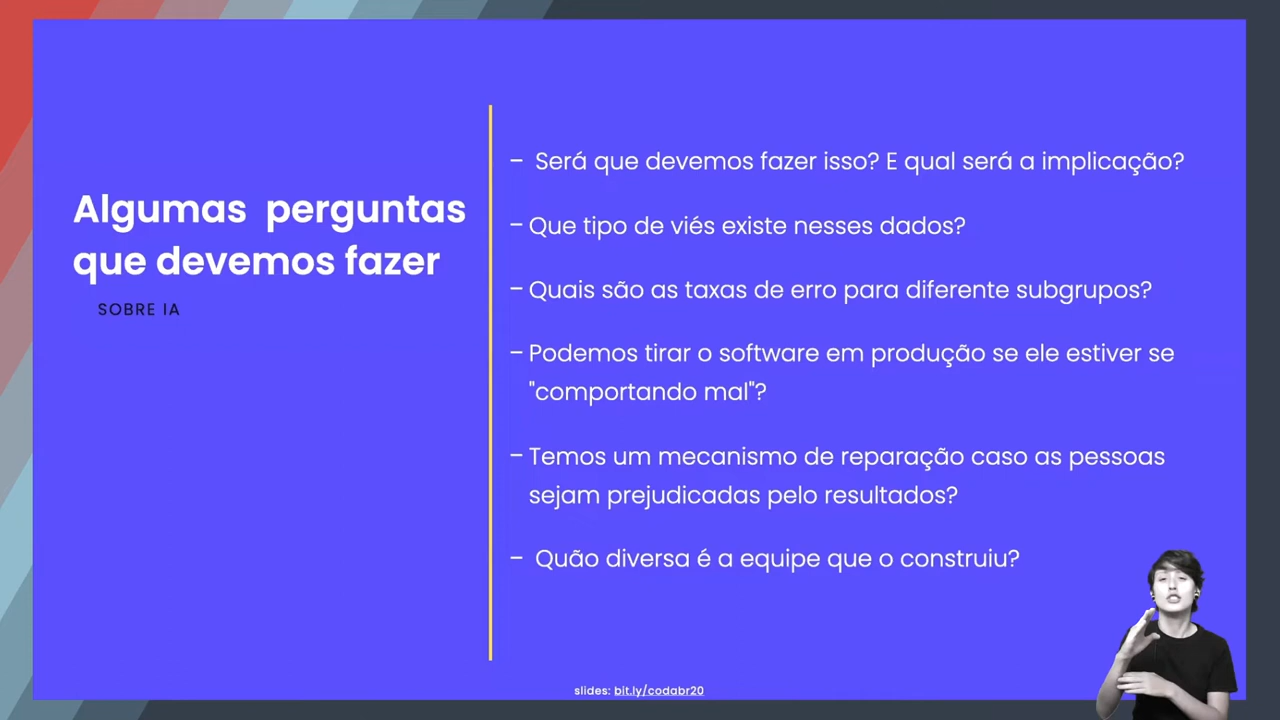 Algumas perguntas
que devemos fazer
SOBRE IA
– Será que devemos fazer isso? E qual será a implicação?
– Que tipo de viés existe nesses dados?
– Quais são as taxas de erro para diferente subgrupos?
– Podemos tirar o software em produção se ele estiver se
"comportando mal"?
– Temos um mecanismo de reparação caso as pessoas
sejam prejudicadas pelo resultados?
– Quão diversa é a equipe que o construiu?
slides: bit.ly/codabr20